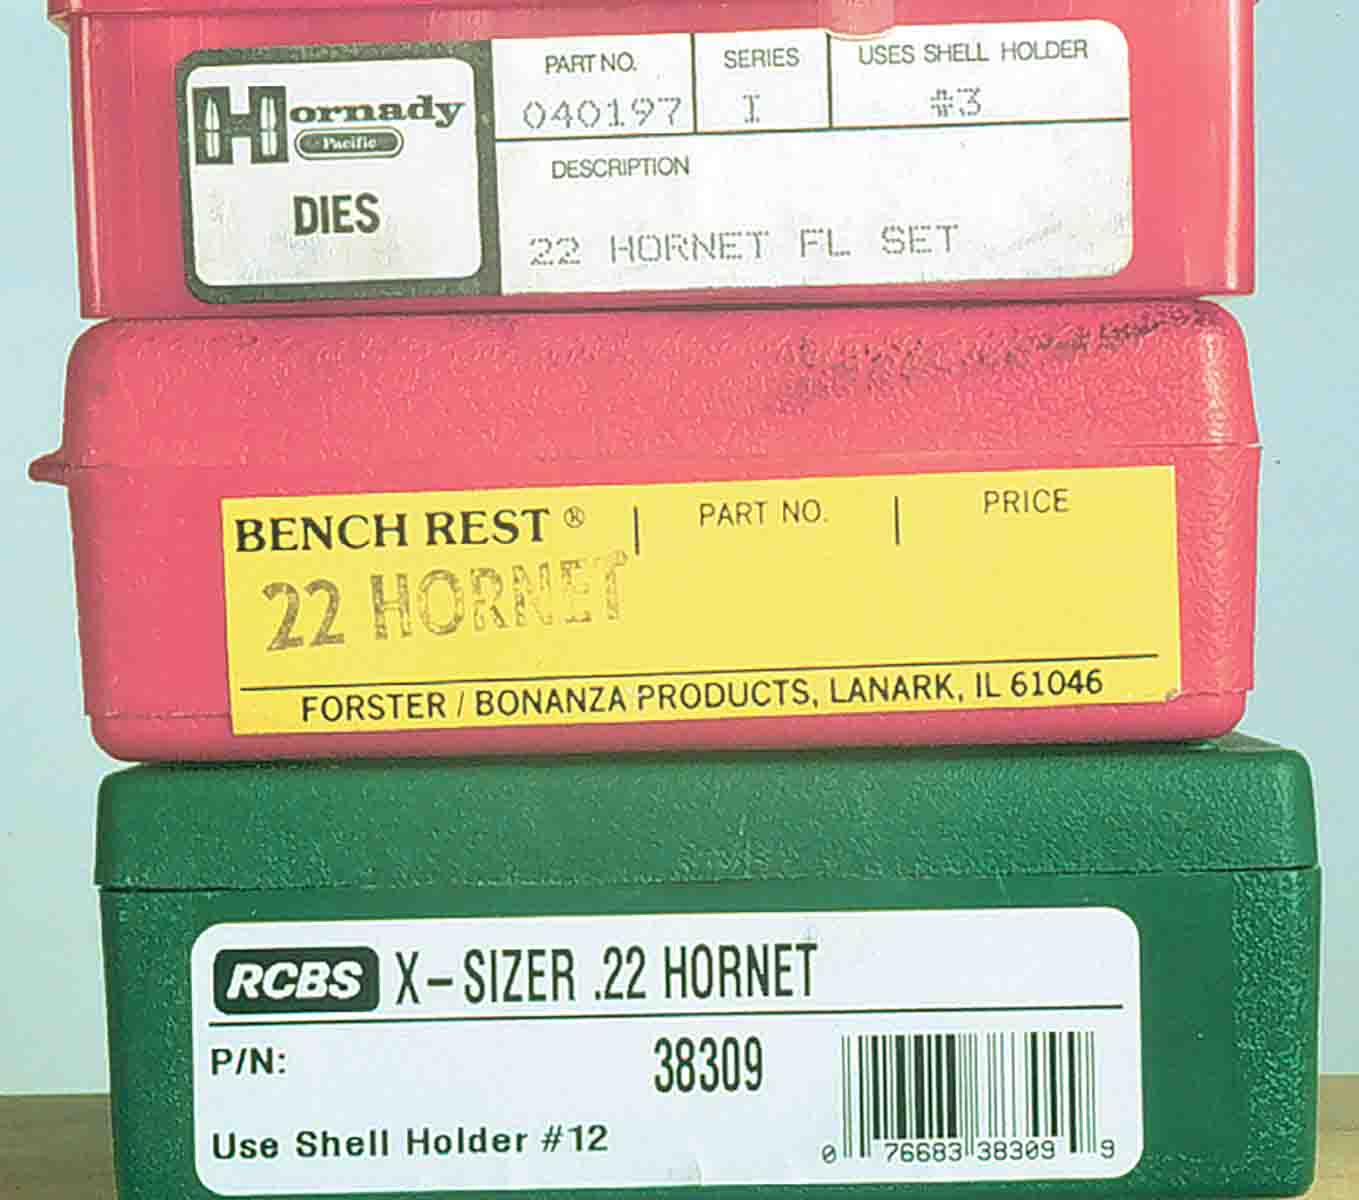 Hornady
Pacific
DIES
PART NO.
040197
SERIES
I
USES SHELL HOLDER
#3
DESCRIPTION
22 HORNET FL SET
BENCH REST® | PART NO. | PRICE
22 HORNET
FORSTER / BONANZA PRODUCTS, LANARK, IL 61046
RCBS X-SIZER .22 HORNET
P/N: 38309
Use Shell Holder #12
0 76683 38309 9